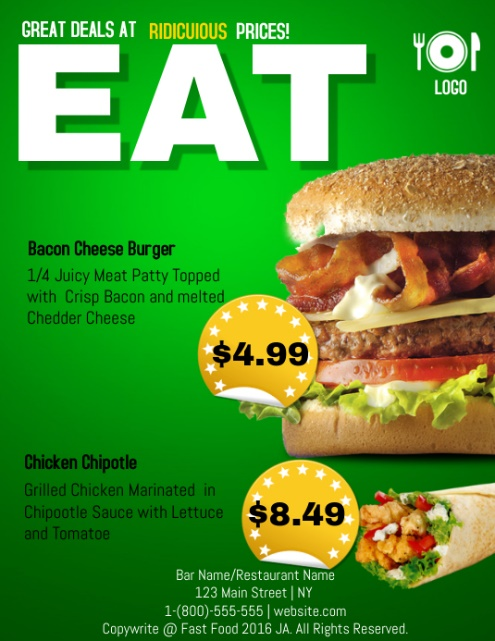 GREAT DEALS AT RIDICUIOUS PRICES!
EAT
LOGO
Bacon Cheese Burger
1/4 Juicy Meat Patty Topped
with Crisp Bacon and melted
Chedder Cheese
$4.99
Chicken Chipotle
Grilled Chicken Marinated in
Chipootle Sauce with Lettuce
and Tomatoe
$8.49
Bar Name/Restaurant Name
123 Main Street | NY
1-(800)-555-555 | website.com
Copywrite @ Fast Food 2016 JA. All Rights Reserved.